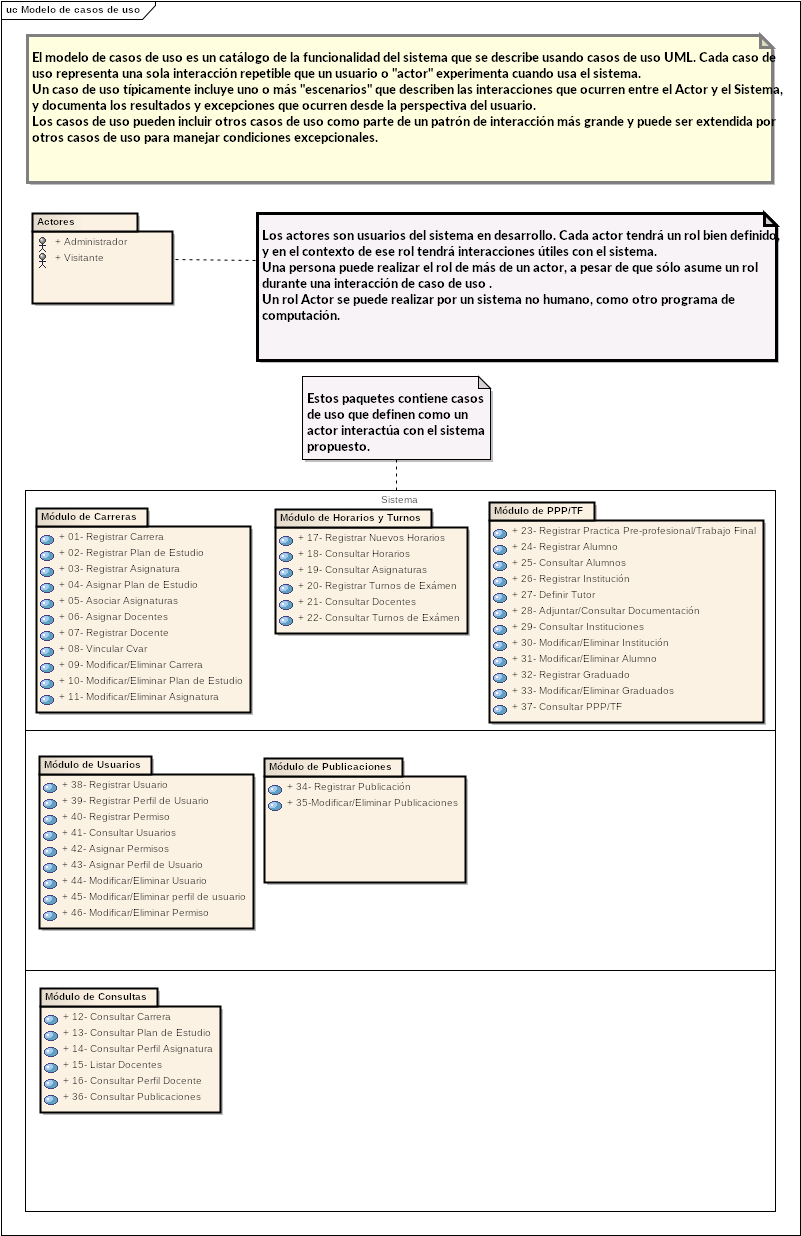 uc Modelo de casos de uso
El modelo de casos de uso es un catálogo de la funcionalidad del sistema que se describe usando casos de uso UML. Cada caso de
uso representa una sola interacción repetible que un usuario o "actor" experimenta cuando usa el sistema.
Un caso de uso típicamente incluye uno o más "escenarios" que describen las interacciones que ocurren entre el Actor y el Sistema,
y documenta los resultados y excepciones que ocurren desde la perspectiva del usuario.
Los casos de uso pueden incluir otros casos de uso como parte de un patrón de interacción más grande y puede ser extendida por
otros casos de uso para manejar condiciones excepcionales.
Actores
+ Administrador
+ Visitante
Los actores son usuarios del sistema en desarrollo. Cada actor tendrá un rol bien definido,
y en el contexto de ese rol tendrá interacciones útiles con el sistema.
Una persona puede realizar el rol de más de un actor, a pesar de que sólo asume un rol
durante una interacción de caso de uso .
Un rol Actor se puede realizar por un sistema no humano, como otro programa de
computación.
Estos paquetes contiene casos
de uso que definen como un
actor interactúa con el sistema
propuesto.
Sistema
Módulo de Carreras
+ 01- Registrar Carrera
+ 02- Registrar Plan de Estudio
+ 03- Registrar Asignatura
+ 04- Asignar Plan de Estudio
+ 05- Asociar Asignaturas
+ 06- Asignar Docentes
+ 07- Registrar Docente
+ 08- Vincular Cvar
+ 09- Modificar/Eliminar Carrera
+ 10- Modificar/Eliminar Plan de Estudio
+ 11- Modificar/Eliminar Asignatura
Módulo de Horarios y Turnos
+ 17- Registrar Nuevos Horarios
+ 18- Consultar Horarios
+ 19- Consultar Asignaturas
+ 20- Registrar Turnos de Exámen
+ 21- Consultar Docentes
+ 22- Consultar Turnos de Exámen
Módulo de PPP/TF
+ 23- Registrar Practica Pre-profesional/Trabajo Final
+ 24- Registrar Alumno
+ 25- Consultar Alumnos
+ 26- Registrar Institución
+ 27- Definir Tutor
+ 28- Adjuntar/Consultar Documentación
+ 29- Consultar Instituciones
+ 30- Modificar/Eliminar Institución
+ 31- Modificar/Eliminar Alumno
+ 32- Registrar Graduado
+ 33- Modificar/Eliminar Graduados
+ 37- Consultar PPP/TF
Módulo de Usuarios
+ 38- Registrar Usuario
+ 39- Registrar Perfil de Usuario
+ 40- Registrar Permiso
+ 41- Consultar Usuarios
+ 42- Asignar Permisos
+ 43- Asignar Perfil de Usuario
+ 44- Modificar/Eliminar Usuario
+ 45- Modificar/Eliminar perfil de usuario
+ 46- Modificar/Eliminar Permiso
Módulo de Publicaciones
+ 34- Registrar Publicación
+ 35-Modificar/Eliminar Publicaciones
Módulo de Consultas
+ 12- Consultar Carrera
+ 13- Consultar Plan de Estudio
+ 14- Consultar Perfil Asignatura
+ 15- Listar Docentes
+ 16- Consultar Perfil Docente
+ 36- Consultar Publicaciones